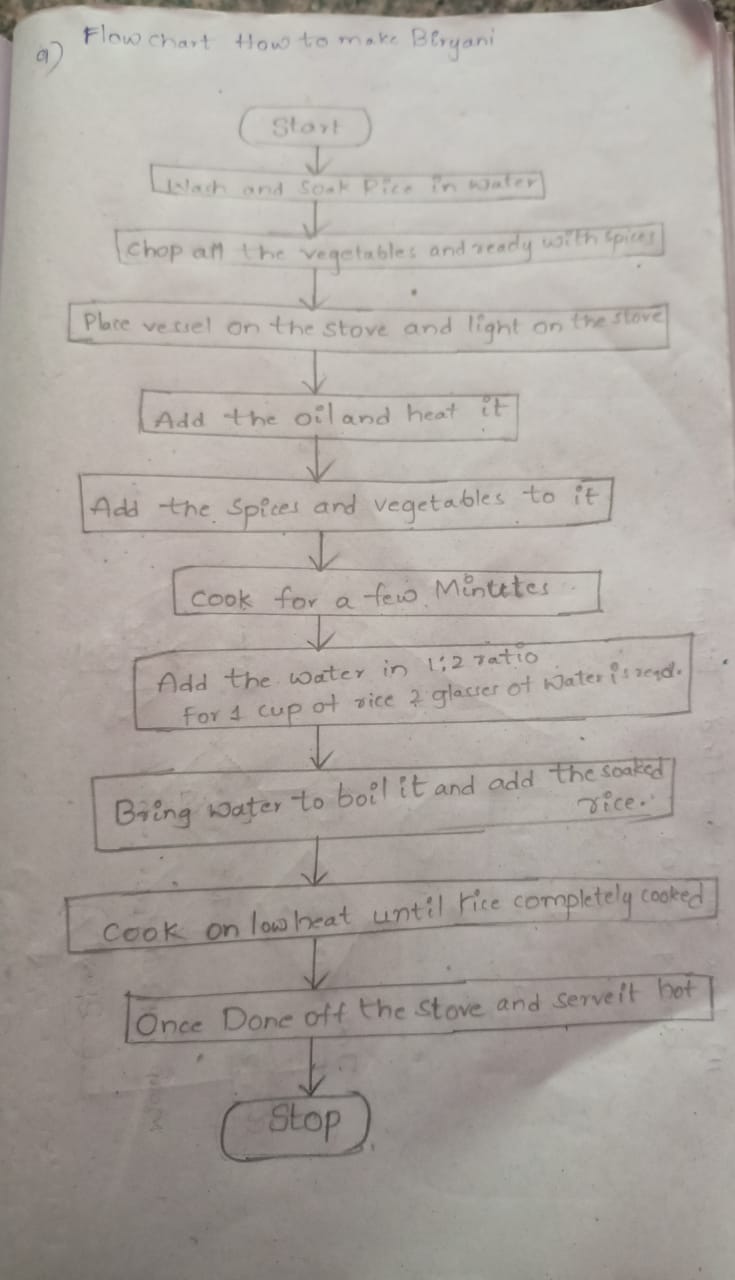 a) Flow chart How to make Biryani
Start
Wash and Soak Rice in water
Chop all the vegetables and ready with spices
Place vessel on the stove and light on the stove
Add the oil and heat it
Add the Spices and vegetables to it
Cook for a few Minutes
Add the water in 1:2 ratio
For 1 cup of rice 2 glasses of Water is read.
Bring water to boil it and add the soaked
rice.
Cook on low heat until rice completely cooked
Once Done off the stove and serve it hot
Stop